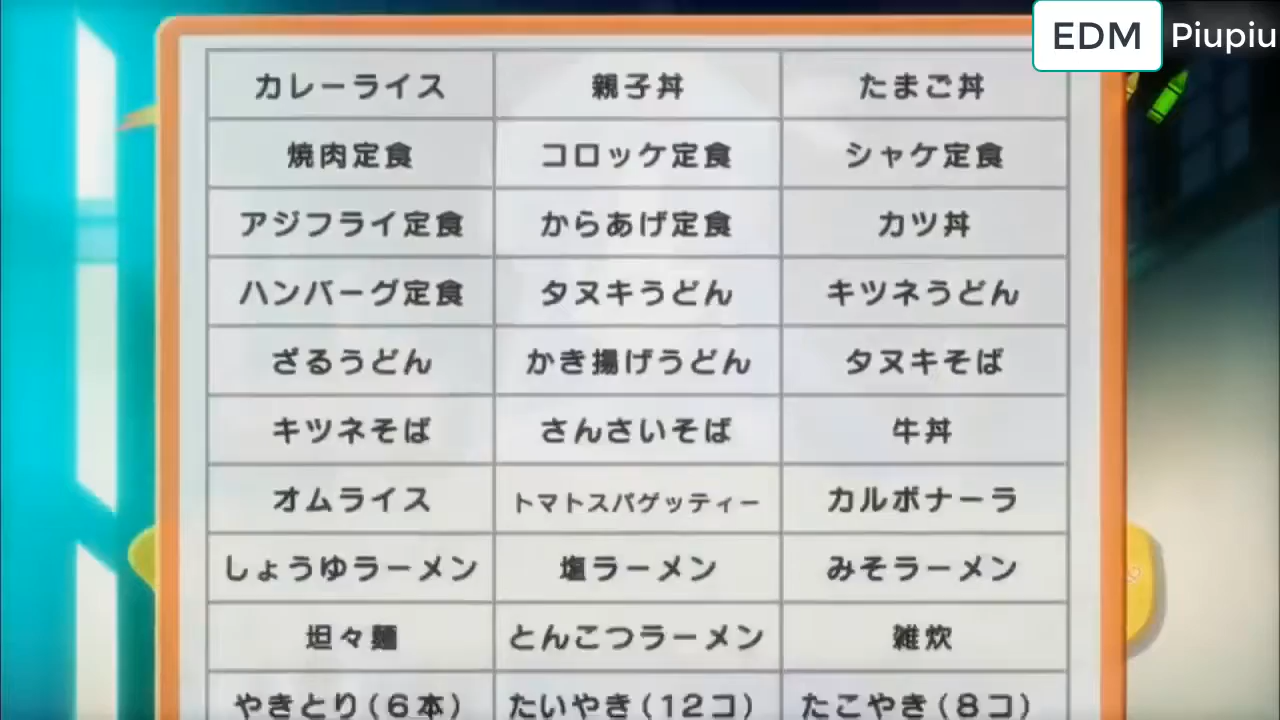 EDM Piupiu
カレーライス 親子丼 たまご丼
焼肉定食 コロッケ定食 シャケ定食
アジフライ定食 からあげ定食 カツ丼
ハンバーグ定食 タヌキうどん キツネうどん
ざるうどん かき揚げうどん タヌキそば
キツネそば さんさいそば 牛丼
オムライス トマトスパゲッティー カルボナーラ
しょうゆラーメン 塩ラーメン みそラーメン
坦々麺 とんこつラーメン 雑炊
やきとり(6本) たいやき(12コ) たこやき(8コ)